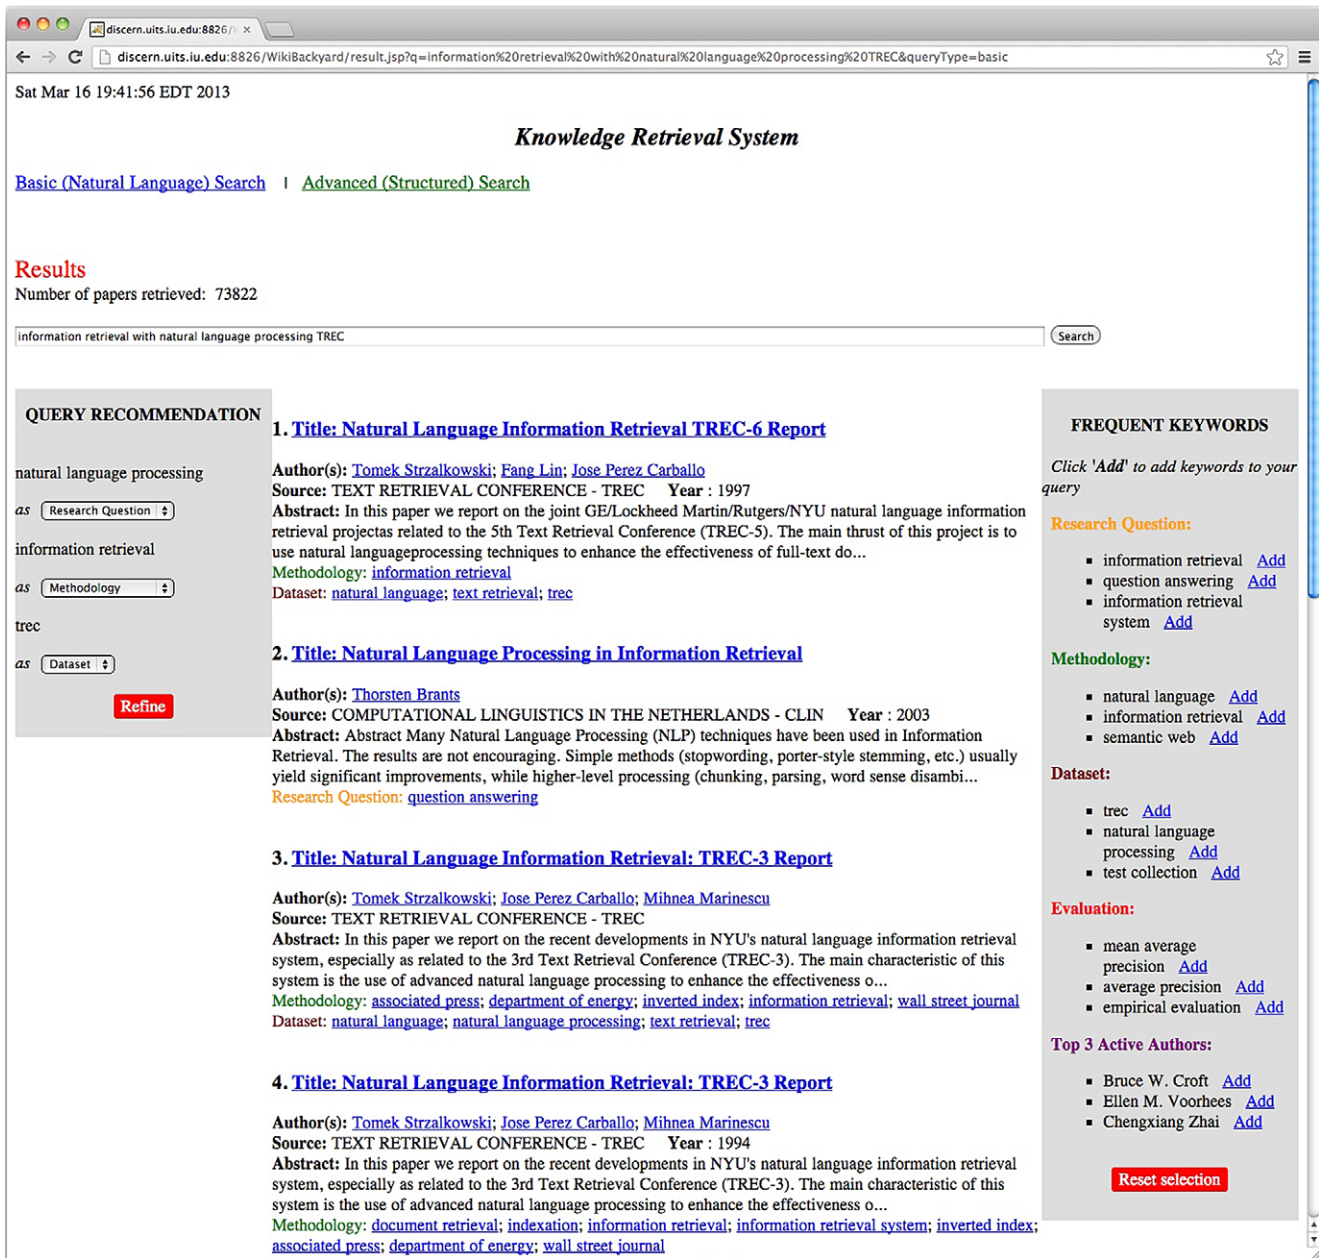 discern.uits.iu.edu:8826/
discern.uits.iu.edu:8826/WikiBackyard/result.jsp?q=information%20retrieval%20with%20natural%20language%20processing%20TREC&queryType=basic
Sat Mar 16 19:41:56 EDT 2013
Knowledge Retrieval System
Basic (Natural Language) Search | Advanced (Structured) Search
Results
Number of papers retrieved: 73822
information retrieval with natural language processing TREC Search
QUERY RECOMMENDATION
natural language processing
as Research Question
information retrieval
as Methodology
trec
as Dataset
Refine
1. Title: Natural Language Information Retrieval TREC-6 Report
Author(s): Tomek Strzalkowski; Fang Lin; Jose Perez Carballo
Source: TEXT RETRIEVAL CONFERENCE - TREC Year : 1997
Abstract: In this paper we report on the joint GE/Lockheed Martin/Rutgers/NYU natural language information
retrieval projectas related to the 5th Text Retrieval Conference (TREC-5). The main thrust of this project is to
use natural languageprocessing techniques to enhance the effectiveness of full-text do...
Methodology: information retrieval
Dataset: natural language; text retrieval; trec
2. Title: Natural Language Processing in Information Retrieval
Author(s): Thorsten Brants
Source: COMPUTATIONAL LINGUISTICS IN THE NETHERLANDS - CLIN Year : 2003
Abstract: Abstract Many Natural Language Processing (NLP) techniques have been used in Information
Retrieval. The results are not encouraging. Simple methods (stopwording, porter-style stemming, etc.) usually
yield significant improvements, while higher-level processing (chunking, parsing, word sense disambi...
Research Question: question answering
3. Title: Natural Language Information Retrieval: TREC-3 Report
Author(s): Tomek Strzalkowski; Jose Perez Carballo; Mihnea Marinescu
Source: TEXT RETRIEVAL CONFERENCE - TREC
Abstract: In this paper we report on the recent developments in NYU's natural language information retrieval
system, especially as related to the 3rd Text Retrieval Conference (TREC-3). The main characteristic of this
system is the use of advanced natural language processing to enhance the effectiveness o...
Methodology: associated press; department of energy; inverted index; information retrieval; wall street journal
Dataset: natural language; natural language processing; text retrieval; trec
4. Title: Natural Language Information Retrieval: TREC-3 Report
Author(s): Tomek Strzalkowski; Jose Perez Carballo; Mihnea Marinescu
Source: TEXT RETRIEVAL CONFERENCE - TREC Year : 1994
Abstract: In this paper we report on the recent developments in NYU's natural language information retrieval
system, especially as related to the 3rd Text Retrieval Conference (TREC-3). The main characteristic of this
system is the use of advanced natural language processing to enhance the effectiveness o...
Methodology: document retrieval; indexation; information retrieval; information retrieval system; inverted index;
associated press; department of energy; wall street journal
FREQUENT KEYWORDS
Click 'Add' to add keywords to your
query
Research Question:
information retrieval Add
question answering Add
information retrieval
system Add
Methodology:
natural language Add
information retrieval Add
semantic web Add
Dataset:
trec Add
natural language
processing Add
test collection Add
Evaluation:
mean average
precision Add
average precision Add
empirical evaluation Add
Top 3 Active Authors:
Bruce W. Croft Add
Ellen M. Voorhees Add
Chengxiang Zhai Add
Reset selection